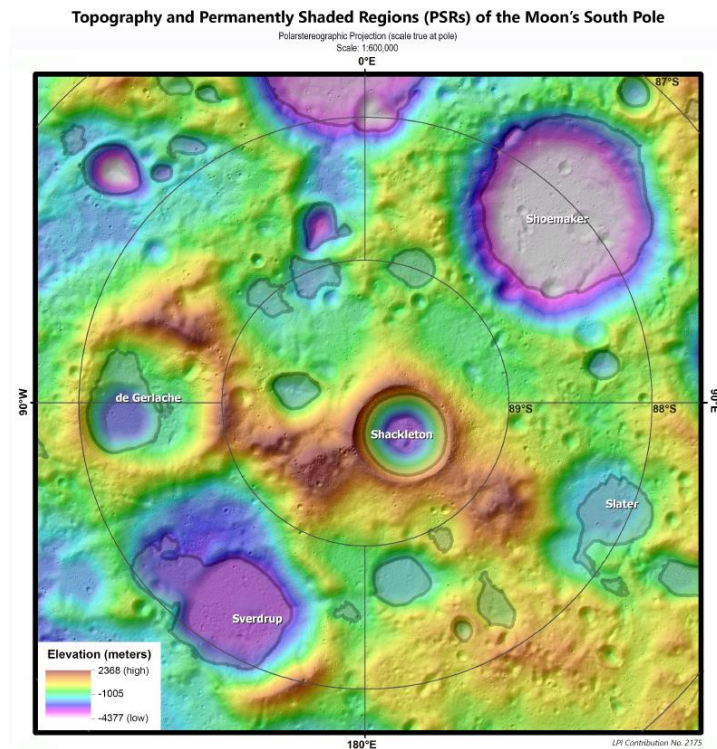 Topography and Permanently Shaded Regions (PSRs) of the Moon's South Pole
Polarstereographic Projection (scale true at pole)
Scale: 1:600,000
0°E
87°S
Shoemaker
de Gerlache
90°W
89°S
88°S
90°E
Shackleton
Slater
Sverdrup
Elevation (meters)
2368 (high)
-1005
-4377 (low)
180°E
LPI Contribution No. 2175